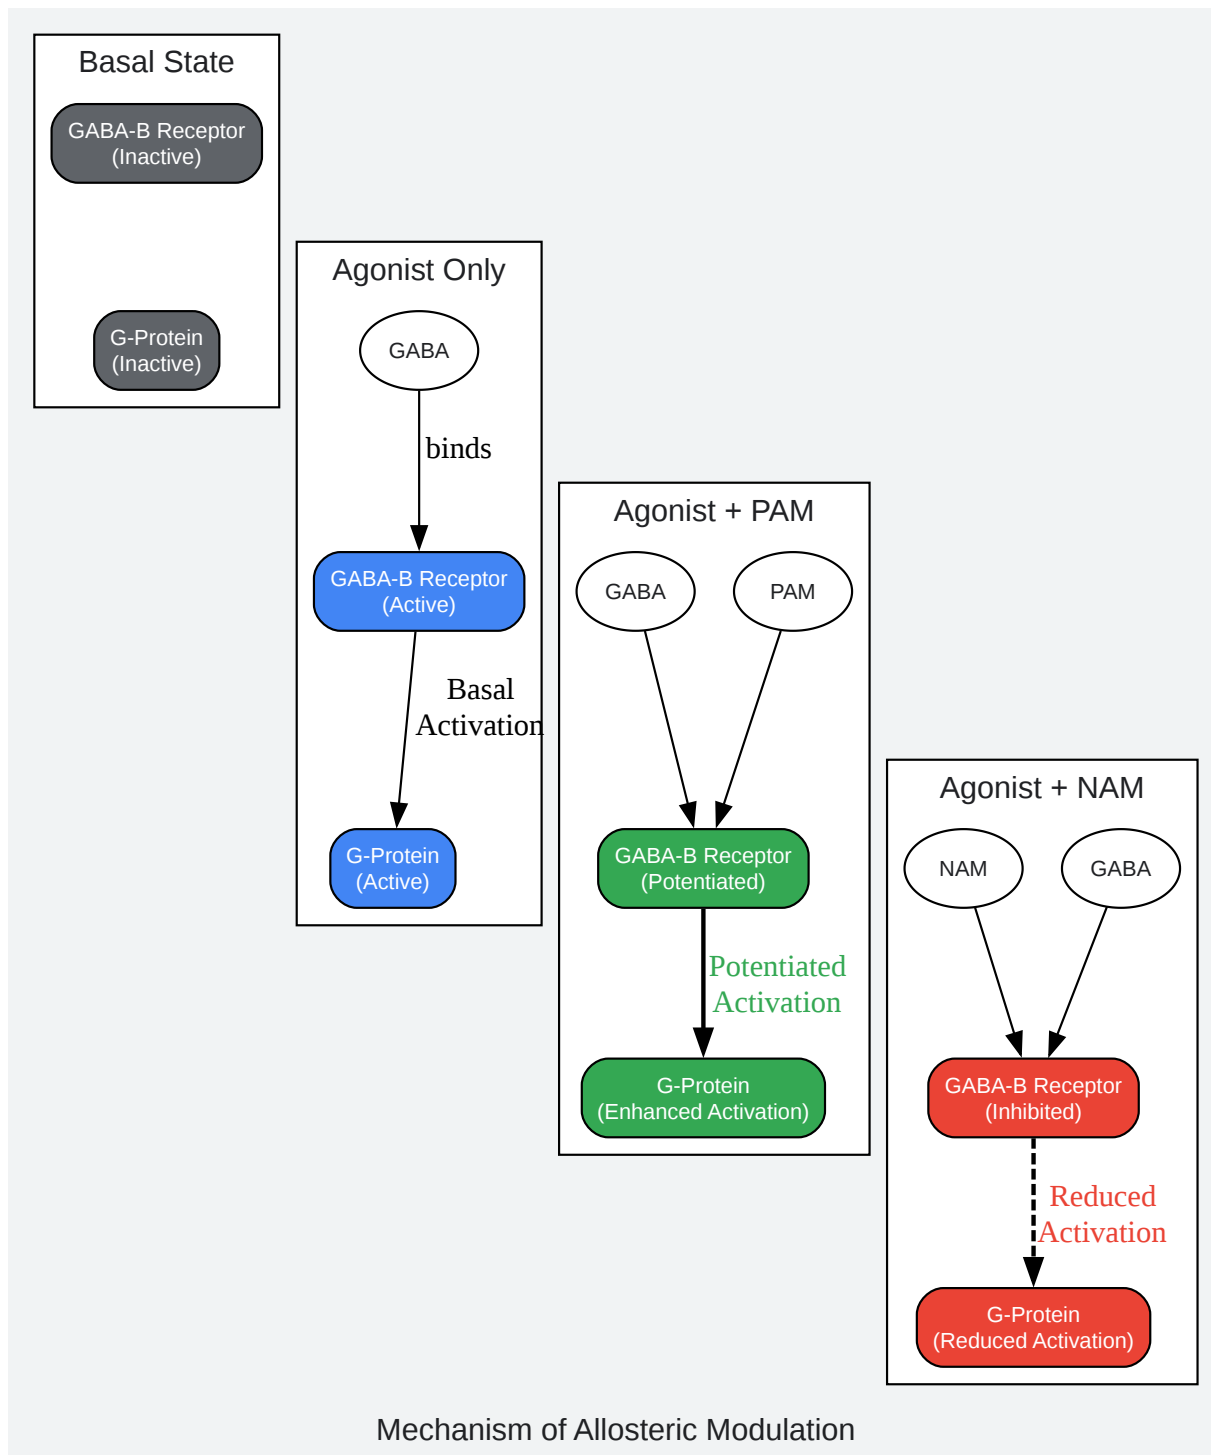 Basal State
GABA-B Receptor
(Inactive)
G-Protein
(Inactive)
Agonist Only
GABA
binds
GABA-B Receptor
(Active)
Basal
Activation
G-Protein
(Active)
Agonist + PAM
GABA
PAM
GABA-B Receptor
(Potentiated)
Potentiated
Activation
G-Protein
(Enhanced Activation)
Agonist + NAM
NAM
GABA
GABA-B Receptor
(Inhibited)
Reduced
Activation
G-Protein
(Reduced Activation)
Mechanism of Allosteric Modulation